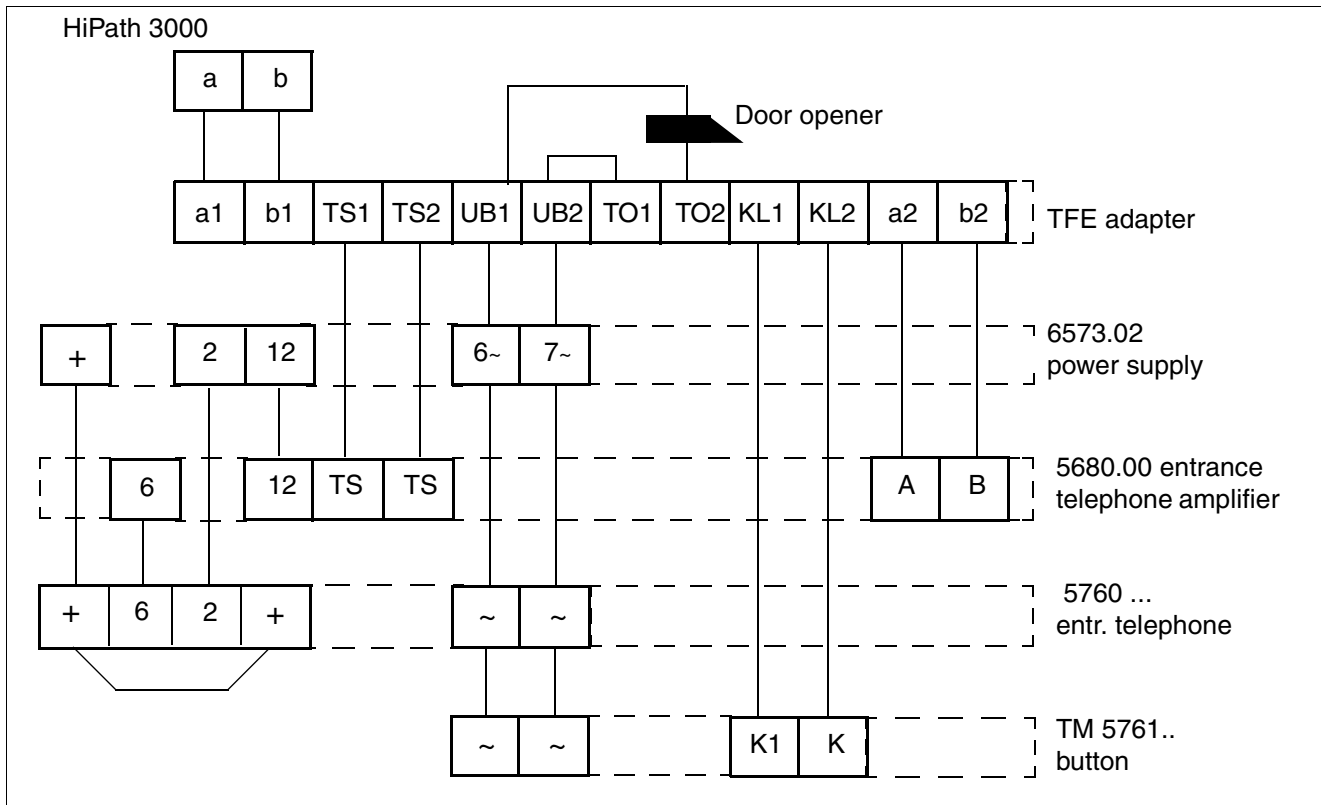 HiPath 3000
a b
Door opener
a1 b1 TS1 TS2 UB1 UB2 TO1 TO2 KL1 KL2 a2 b2
TFE adapter
+ 2 12 6~ 7~
6573.02
power supply
6 12 TS TS A B
5680.00 entrance
telephone amplifier
+ 6 2 + ~ ~
5760 ...
entr. telephone
~ ~ K1 K
TM 5761..
button